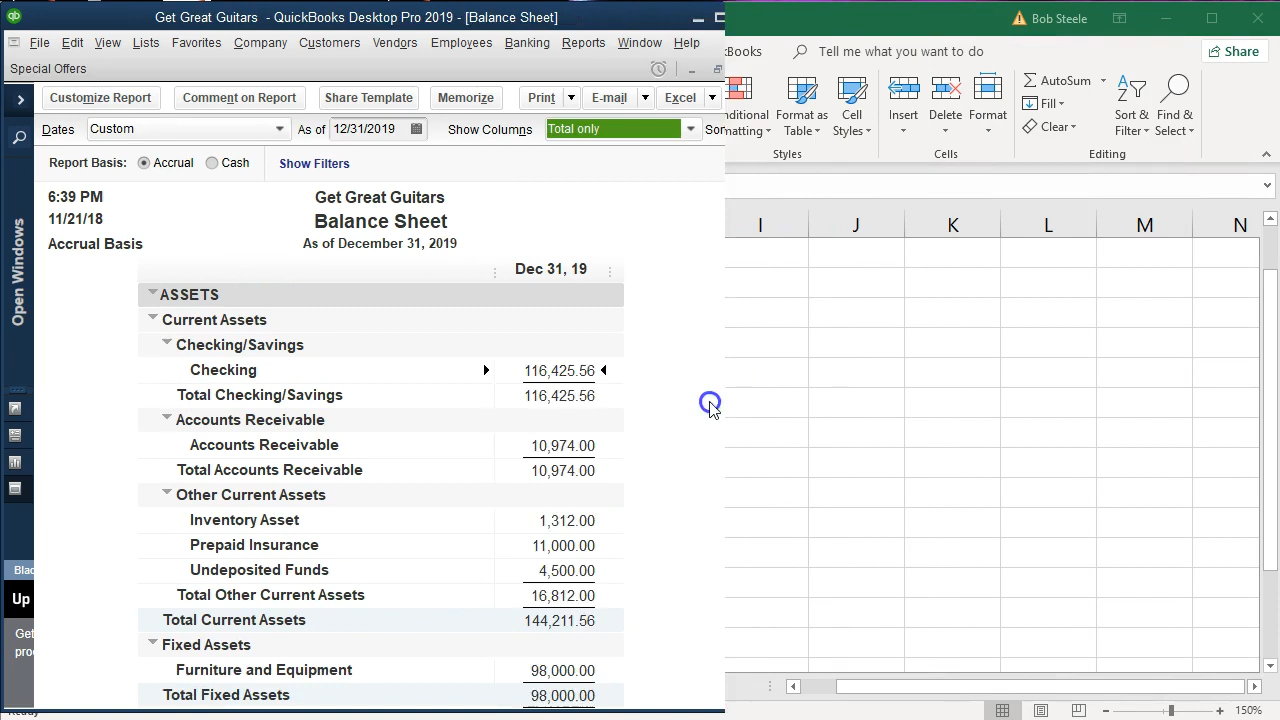 Get Great Guitars - QuickBooks Desktop Pro 2019 - [Balance Sheet]
Bob Steele
File Edit View Lists Favorites Company Customers Vendors Employees Banking Reports Window Help
Books Tell me what you want to do Share
Special Offers
Customize Report Comment on Report Share Template Memorize Print E-mail Excel
AutoSum
Fill
Clear
Formatting Format as Table Cell Styles Insert Delete Format Sort & Filter Find & Select
Styles Cells Editing
Dates Custom As of 12/31/2019 Show Columns Total only Sor
Report Basis: Accrual Cash Show Filters
6:39 PM Get Great Guitars
11/21/18 Balance Sheet
Accrual Basis As of December 31, 2019
I J K L M N
Open Windows
Dec 31, 19
ASSETS
Current Assets
Checking/Savings
Checking 116,425.56
Total Checking/Savings 116,425.56
Accounts Receivable
Accounts Receivable 10,974.00
Total Accounts Receivable 10,974.00
Other Current Assets
Inventory Asset 1,312.00
Prepaid Insurance 11,000.00
Undeposited Funds 4,500.00
Total Other Current Assets 16,812.00
Total Current Assets 144,211.56
Fixed Assets
Furniture and Equipment 98,000.00
Total Fixed Assets 98,000.00
Blac
Up
Get
pro
150%